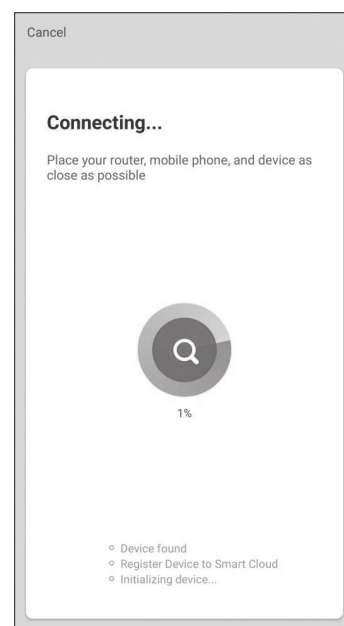 Cancel
Connecting...
Place your router, mobile phone, and device as
close as possible
1%
Device found
Register Device to Smart Cloud
Initializing device...